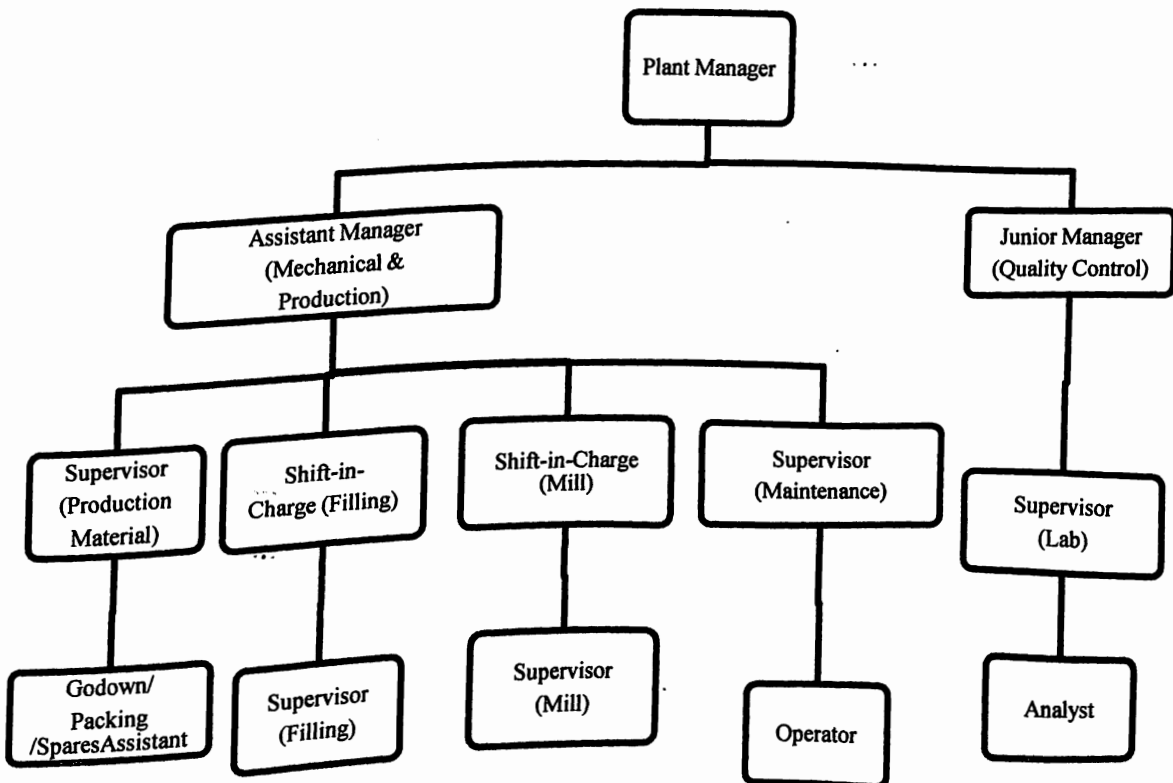 Plant Manager
Assistant Manager
(Mechanical &
Production)
Junior Manager
(Quality Control)
Supervisor
(Production
Material)
Shift-in-
Charge (Filling)
Shift-in-Charge
(Mill)
Supervisor
(Maintenance)
Supervisor
(Lab)
Godown/
Packing
/SparesAssistant
Supervisor
(Filling)
Supervisor
(Mill)
Operator
Analyst